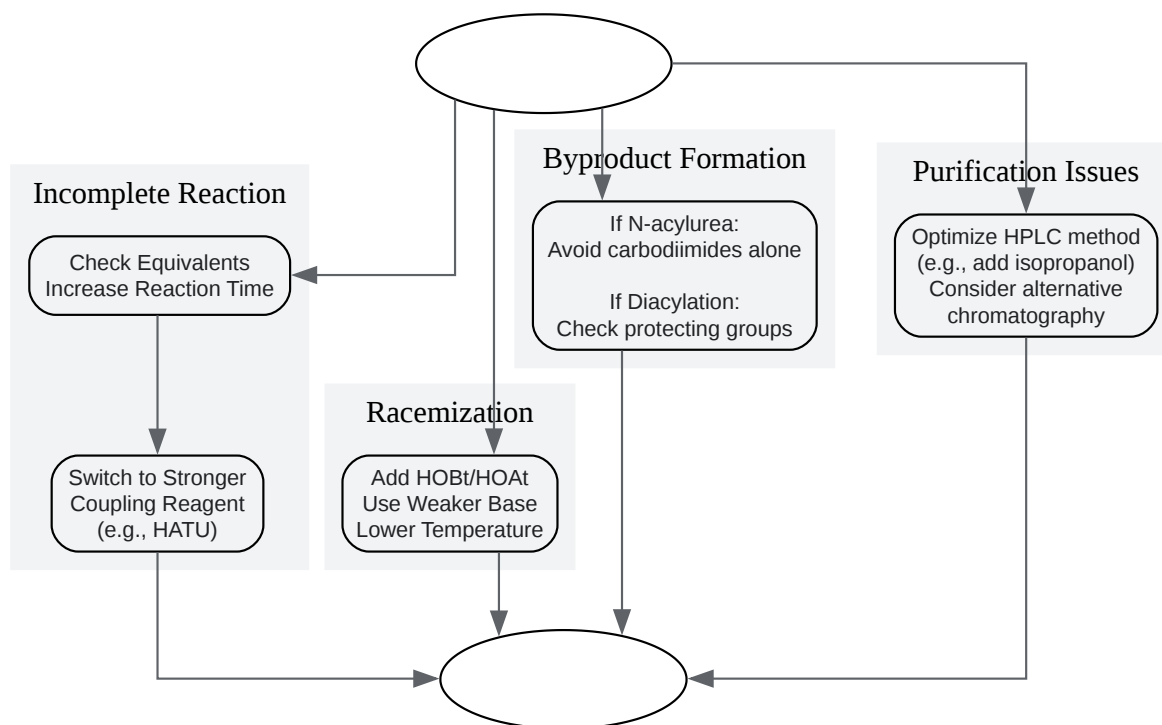 Incomplete Reaction
Check Equivalents
Increase Reaction Time
Switch to Stronger
Coupling Reagent
(e.g., HATU)
Racemization
Add HOBt/HOAt
Use Weaker Base
Lower Temperature
Byproduct Formation
If N-acylurea:
Avoid carbodiimides alone
If Diacylation:
Check protecting groups
Purification Issues
Optimize HPLC method
(e.g., add isopropanol)
Consider alternative
chromatography